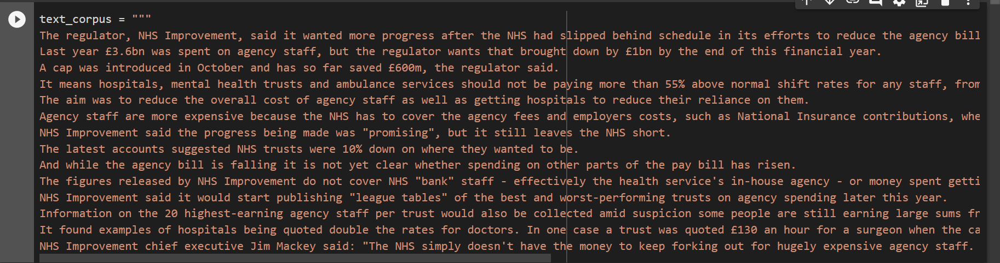 text_corpus = """
The regulator, NHS Improvement, said it wanted more progress after the NHS had slipped behind schedule in its efforts to reduce the agency bill
Last year £3.6bn was spent on agency staff, but the regulator wants that brought down by £1bn by the end of this financial year.
A cap was introduced in October and has so far saved £600m, the regulator said.
It means hospitals, mental health trusts and ambulance services should not be paying more than 55% above normal shift rates for any staff, from
The aim was to reduce the overall cost of agency staff as well as getting hospitals to reduce their reliance on them.
Agency staff are more expensive because the NHS has to cover the agency fees and employers costs, such as National Insurance contributions, whe
NHS Improvement said the progress being made was "promising", but it still leaves the NHS short.
The latest accounts suggested NHS trusts were 10% down on where they wanted to be.
And while the agency bill is falling it is not yet clear whether spending on other parts of the pay bill has risen.
The figures released by NHS Improvement do not cover NHS "bank" staff - effectively the health service's in-house agency - or money spent getti
NHS Improvement said it would start publishing "league tables" of the best and worst-performing trusts on agency spending later this year.
Information on the 20 highest-earning agency staff per trust would also be collected amid suspicion some people are still earning large sums fr
It found examples of hospitals being quoted double the rates for doctors. In one case a trust was quoted £130 an hour for a surgeon when the ca
NHS Improvement chief executive Jim Mackey said: "The NHS simply doesn't have the money to keep forking out for hugely expensive agency staff.